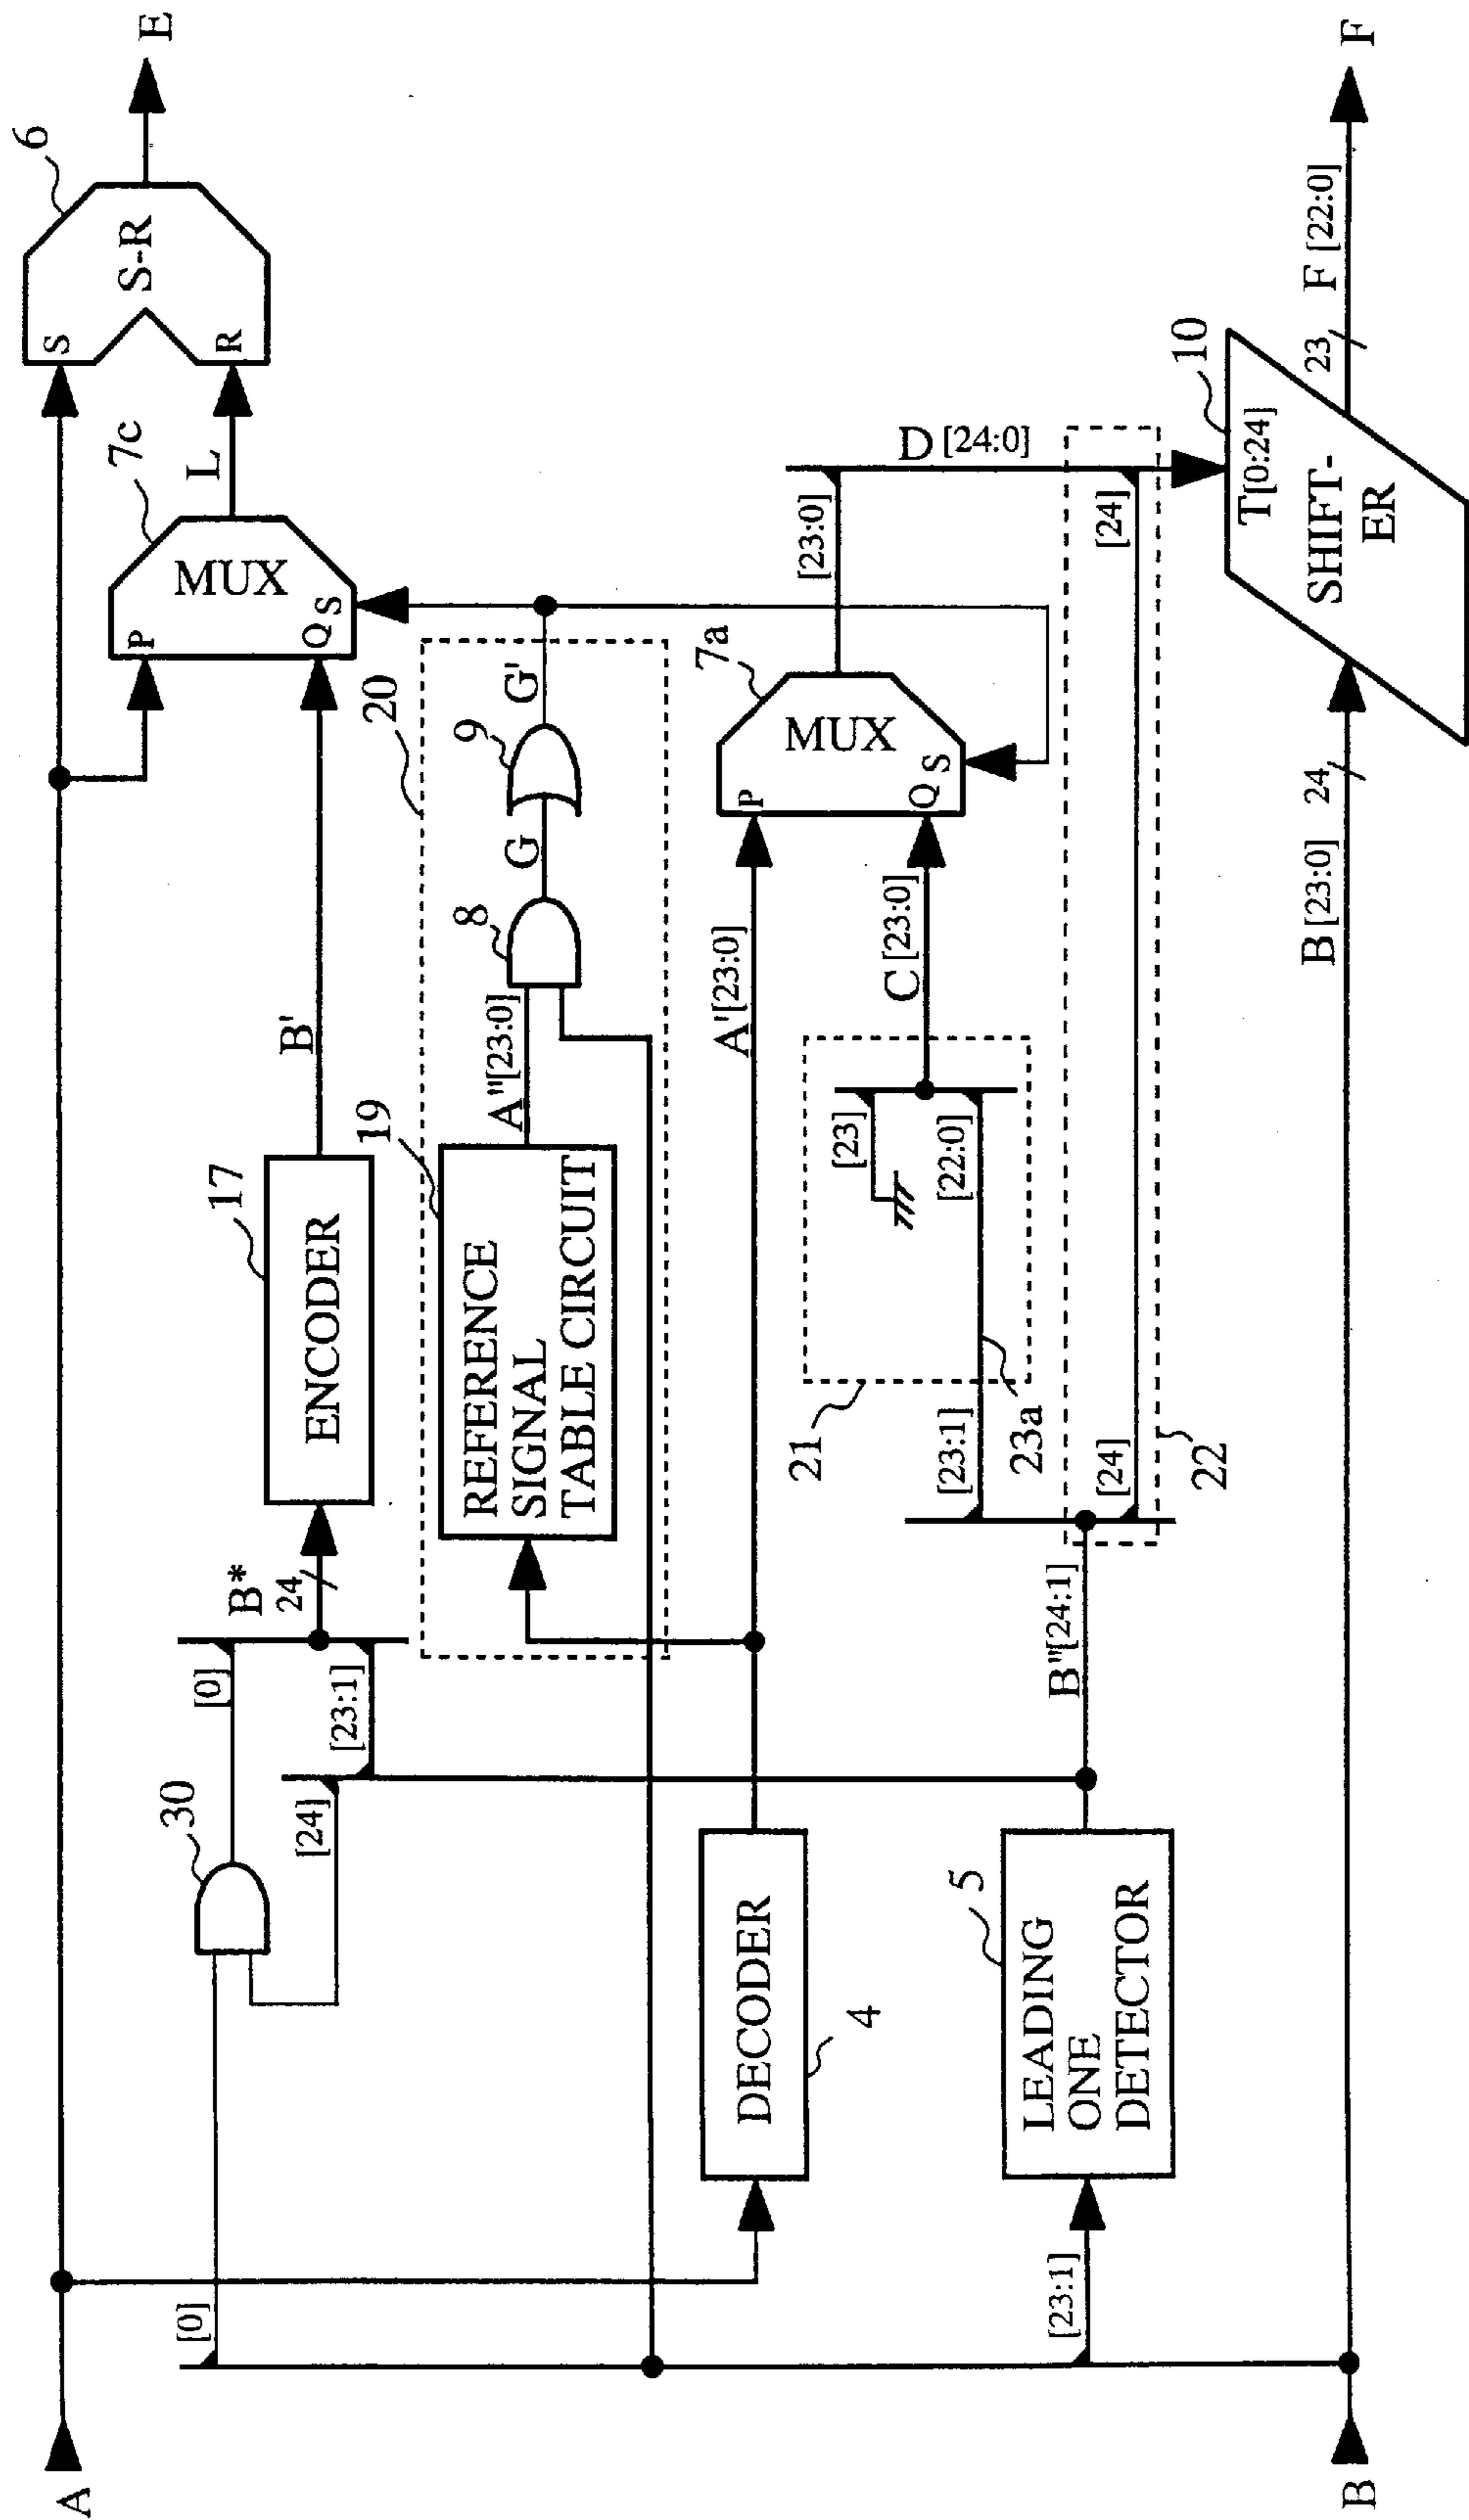 A
B
[0]
[23:1]
30
[24]
[0]
[23:1]
B*
24
DECODER
4
LEADING
ONE
DETECTOR
5
B"[24:1]
17
ENCODER
B'
19
REFERENCE
SIGNAL
TABLE CIRCUIT
A"[23:0]
8
G
9
G'
20
A'[23:0]
21
[23]
[22:0]
[23:1]
23a
C [23:0]
[24]
22
[24]
7a
P
Q
S
MUX
[23:0]
D [24:0]
7c
P
Q
S
MUX
L
6
S
R
S-R
E
B [23:0]
24
10
T[0:24]
SHIFT-
ER
23
F [22:0]
F